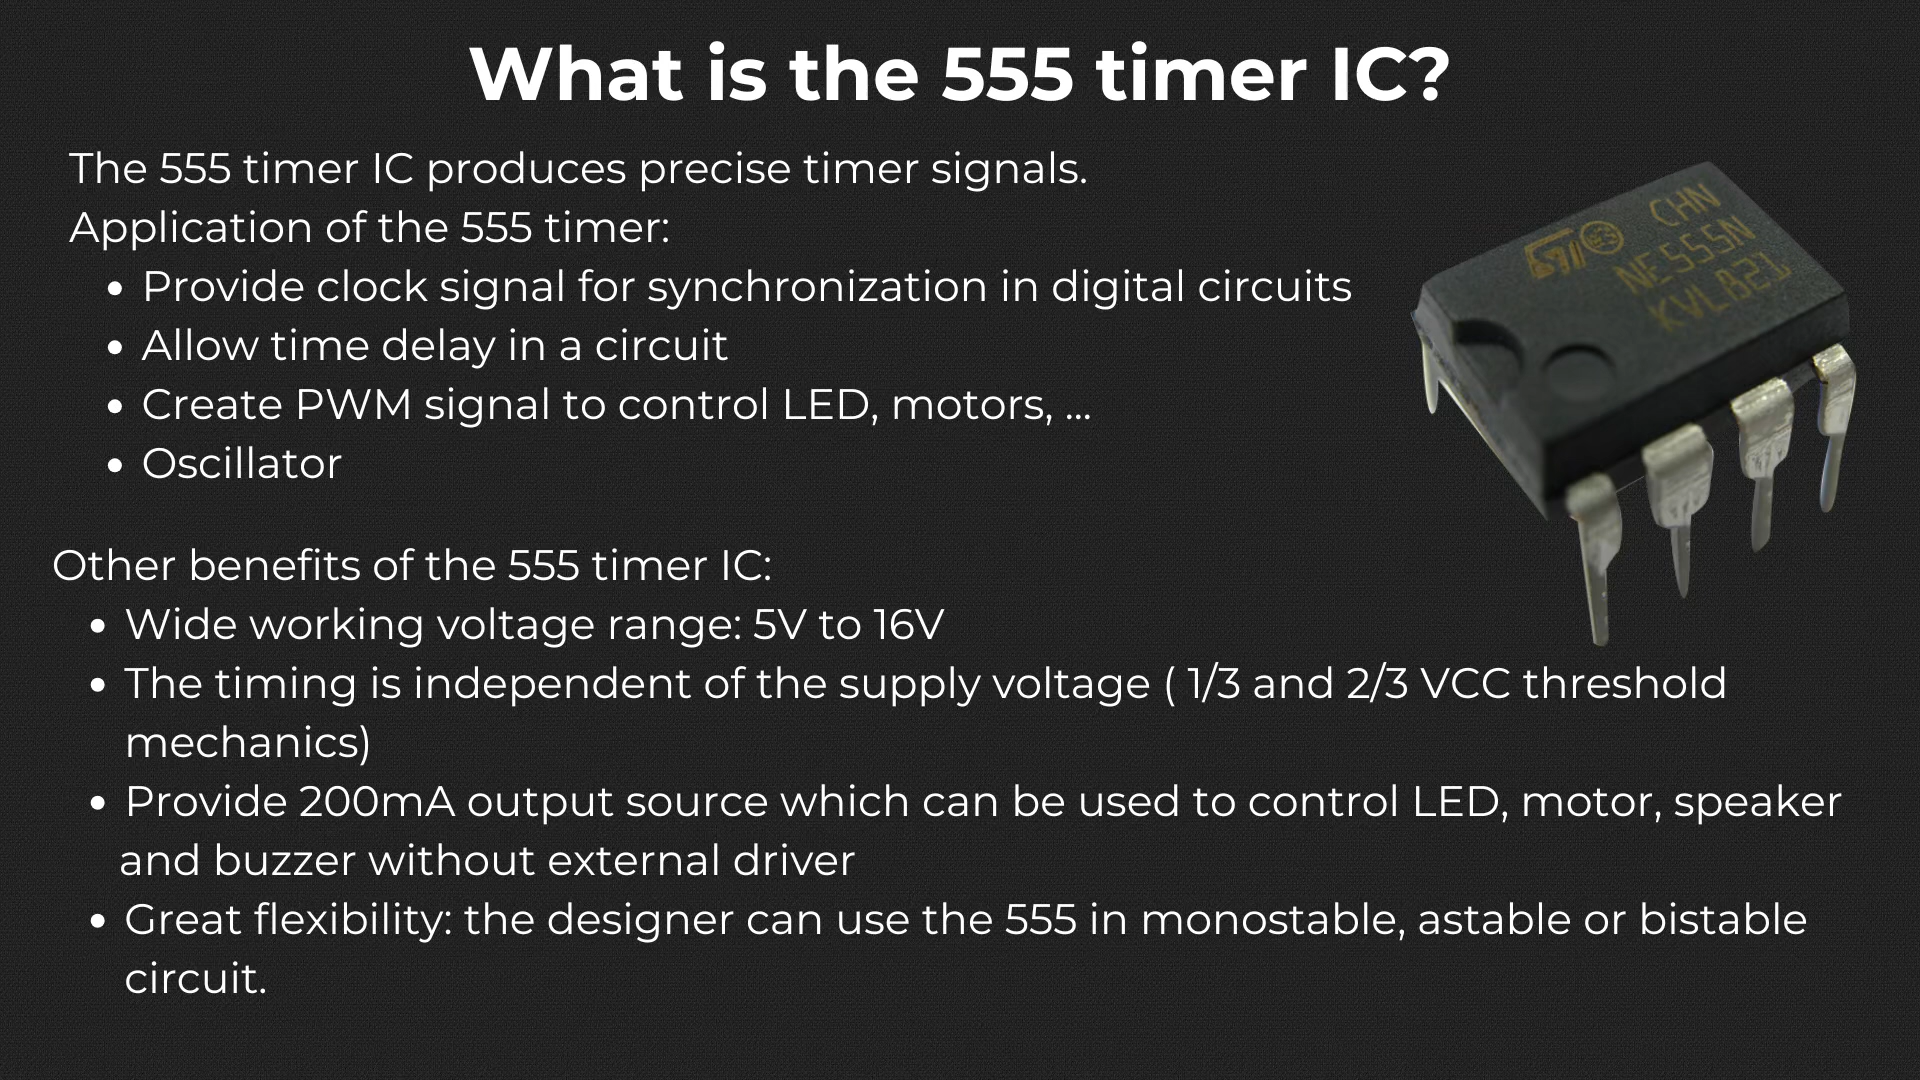 What is the 555 timer IC?
The 555 timer IC produces precise timer signals.
Application of the 555 timer:
• Provide clock signal for synchronization in digital circuits
• Allow time delay in a circuit
• Create PWM signal to control LED, motors, ...
• Oscillator
CHN
NE555N
KVL821
Other benefits of the 555 timer IC:
• Wide working voltage range: 5V to 16V
• The timing is independent of the supply voltage ( 1/3 and 2/3 VCC threshold
mechanics)
• Provide 200mA output source which can be used to control LED, motor, speaker
and buzzer without external driver
• Great flexibility: the designer can use the 555 in monostable, astable or bistable
circuit.